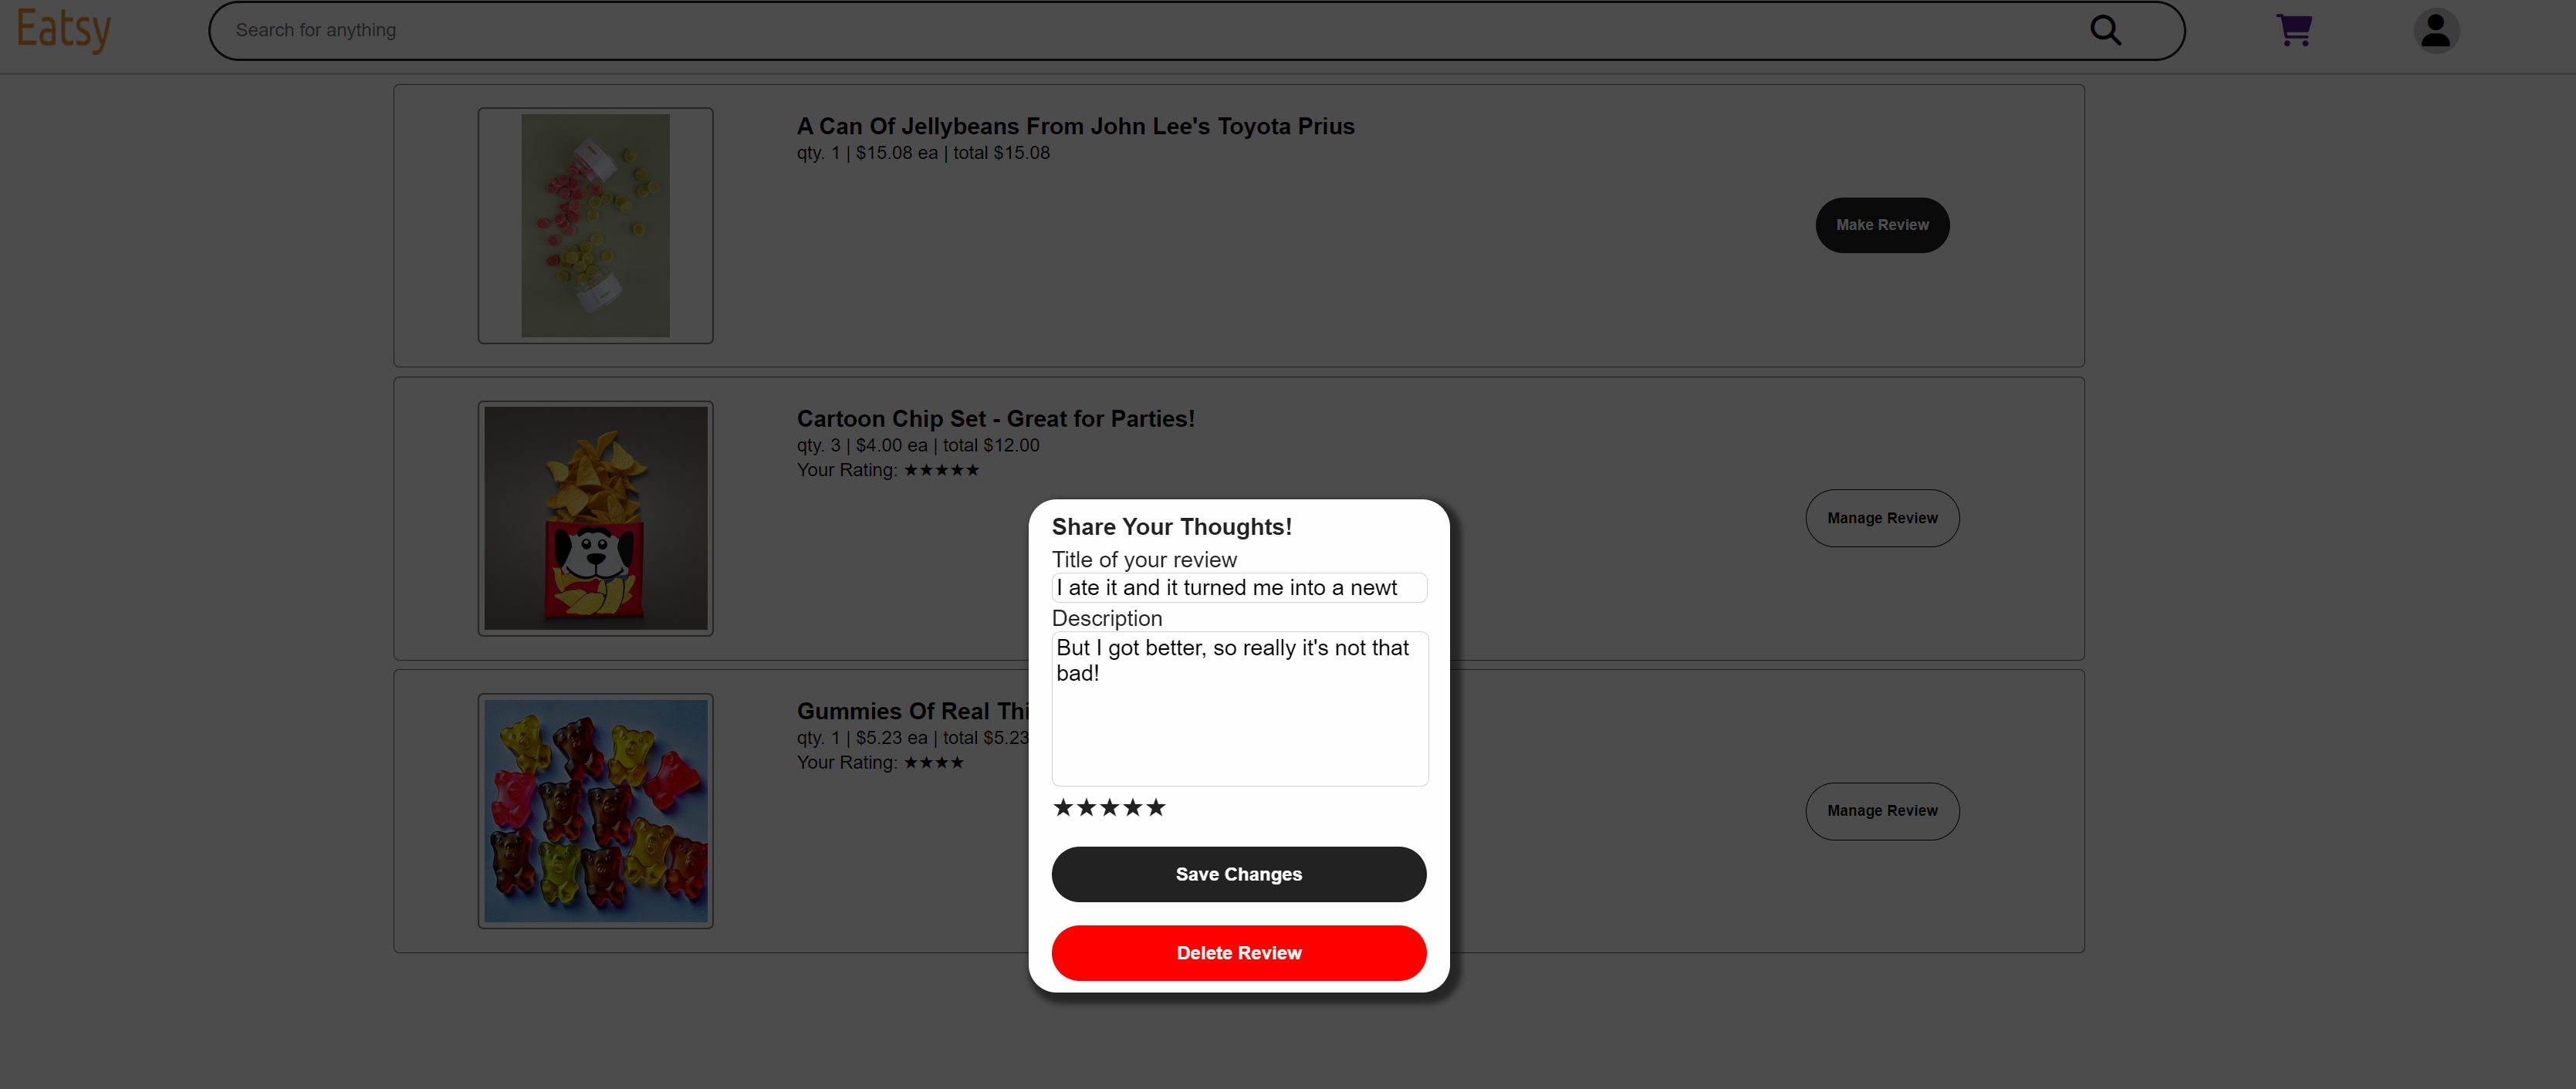 Eatsy
Search for anything
A Can Of Jellybeans From John Lee's Toyota Prius
qty. 1 | $15.08 ea | total $15.08
Make Review
Cartoon Chip Set - Great for Parties!
qty. 3 | $4.00 ea | total $12.00
Your Rating: ★★★★★
Manage Review
Gummies Of Real
qty. 1 | $5.23 ea | total $5.23
Your Rating: ★★★★
Manage Review
Share Your Thoughts!
Title of your review
I ate it and it turned me into a newt
Description
But I got better, so really it's not that
bad!
★★★★★
Save Changes
Delete Review